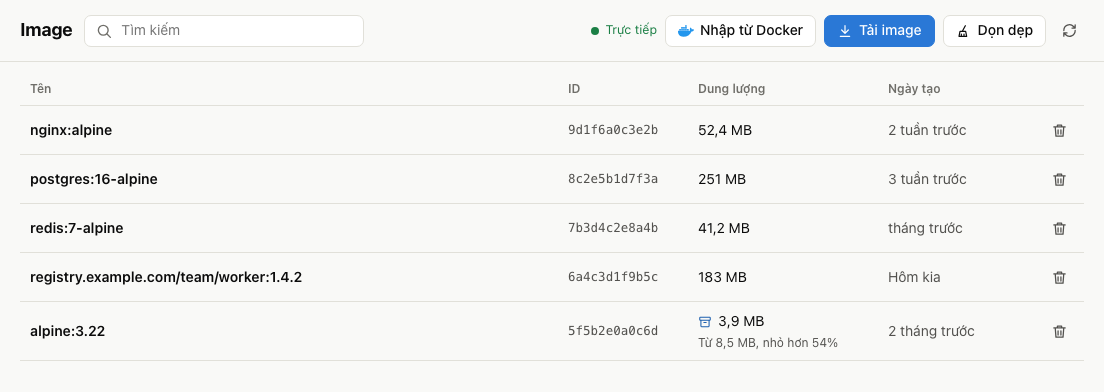 Image
Tìm kiếm
Trực tiếp
Nhập từ Docker
Tải image
Dọn dẹp
Tên ID Dung lượng Ngày tạo
nginx:alpine 9d1f6a0c3e2b 52,4 MB 2 tuần trước
postgres:16-alpine 8c2e5b1d7f3a 251 MB 3 tuần trước
redis:7-alpine 7b3d4c2e8a4b 41,2 MB tháng trước
registry.example.com/team/worker:1.4.2 6a4c3d1f9b5c 183 MB Hôm kia
alpine:3.22 5f5b2e0a0c6d 3,9 MB 2 tháng trước
Từ 8,5 MB, nhỏ hơn 54%